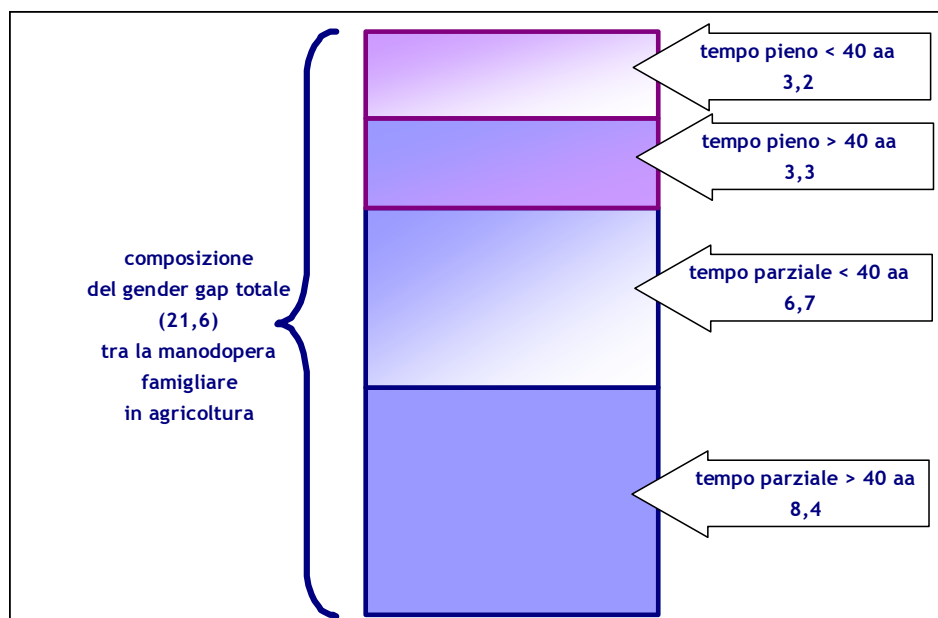 tempo pieno < 40 aa
3,2
tempo pieno > 40 aa
3,3
composizione
del gender gap totale
(21,6)
tra la manodopera
famigliare
in agricoltura
tempo parziale < 40 aa
6,7
tempo parziale > 40 aa
8,4